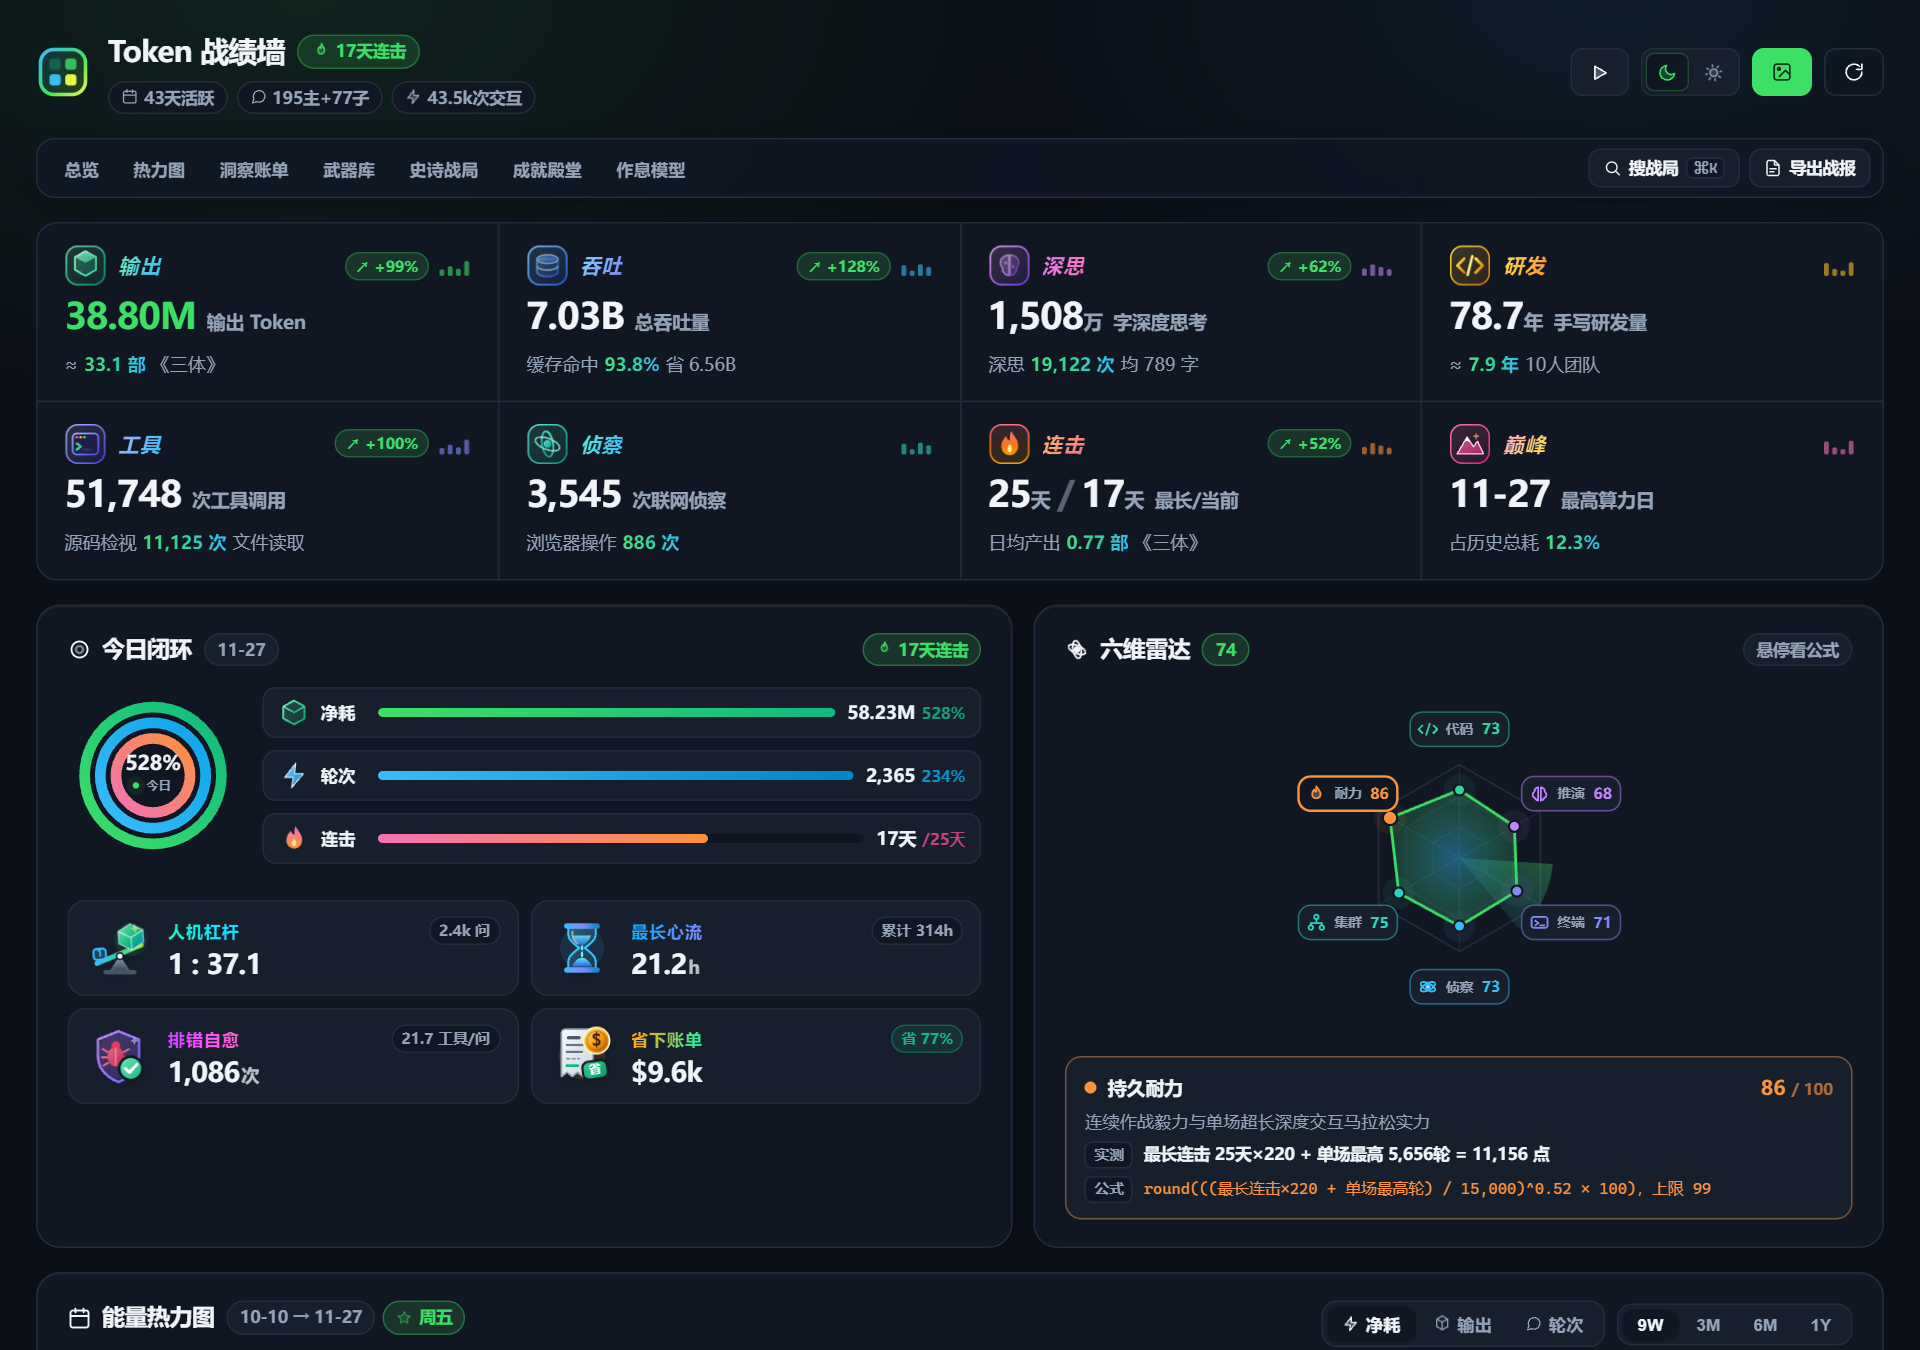 Token 战绩墙 17天连击
43天活跃 195主+77子 43.5k次交互
总览 热力图 洞察账单 武器库 史诗战局 成就殿堂 作息模型 搜战局 ⌘K 导出战报
输出 +99%
38.80M 输出 Token
≈ 33.1 部 《三体》
吞吐 +128%
7.03B 总吞吐量
缓存命中 93.8% 省 6.56B
深思 +62%
1,508万 字深度思考
深思 19,122 次 均 789 字
研发
78.7年 手写研发量
≈ 7.9 年 10人团队
工具 +100%
51,748 次工具调用
源码检视 11,125 次 文件读取
侦察
3,545 次联网侦察
浏览器操作 886 次
连击 +52%
25天 / 17天 最长/当前
日均产出 0.77 部 《三体》
巅峰
11-27 最高算力日
占历史总耗 12.3%
今日闭环 11-27 17天连击
528%
今日
净耗 58.23M 528%
轮次 2,365 234%
连击 17天 /25天
人机杠杆 2.4k 问
1 : 37.1
最长心流 累计 314h
21.2h
排错自愈 21.7 工具/问
1,086次
省下账单 省 77%
$9.6k
$
省
六维雷达 74 悬停看公式
代码 73
耐力 86
推演 68
集群 75
终端 71
侦察 73
持久耐力 86 / 100
连续作战毅力与单场超长深度交互马拉松实力
实测 最长连击 25天×220 + 单场最高 5,656轮 = 11,156 点
公式 round(((最长连击×220 + 单场最高轮) / 15,000)^0.52 × 100), 上限 99
能量热力图 10-10 → 11-27 周五
净耗 输出 轮次 9W 3M 6M 1Y